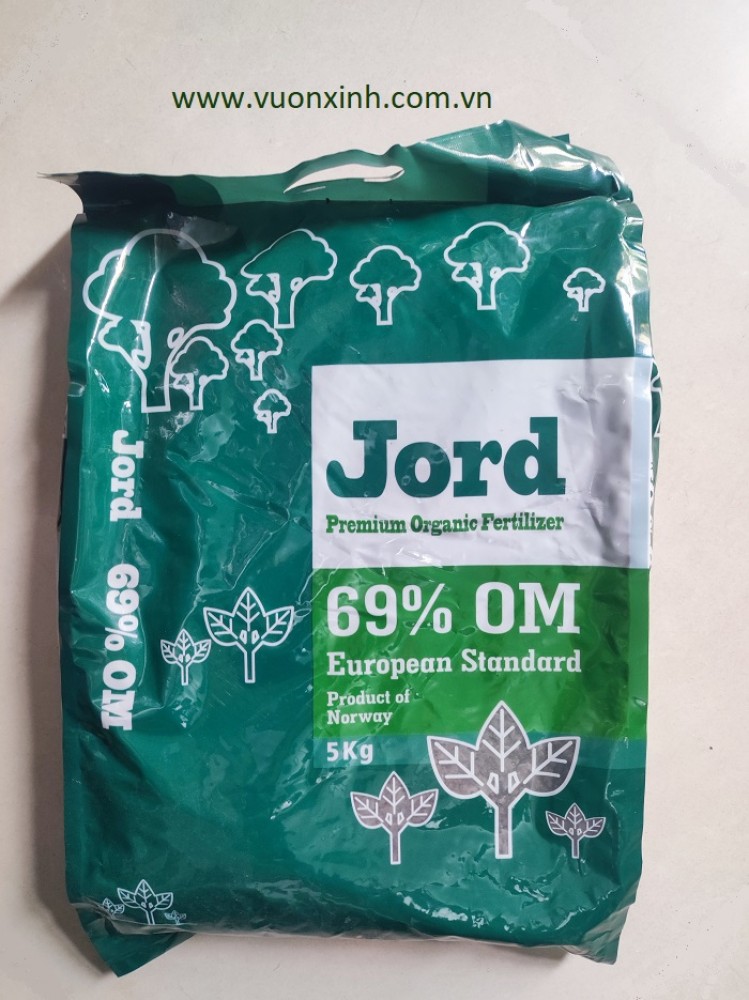 www.vuonxinh.com.vn
Jord
Premium Organic Fertilizer
69% OM
European Standard
Product of
Norway
5Kg
Jord 69% OM